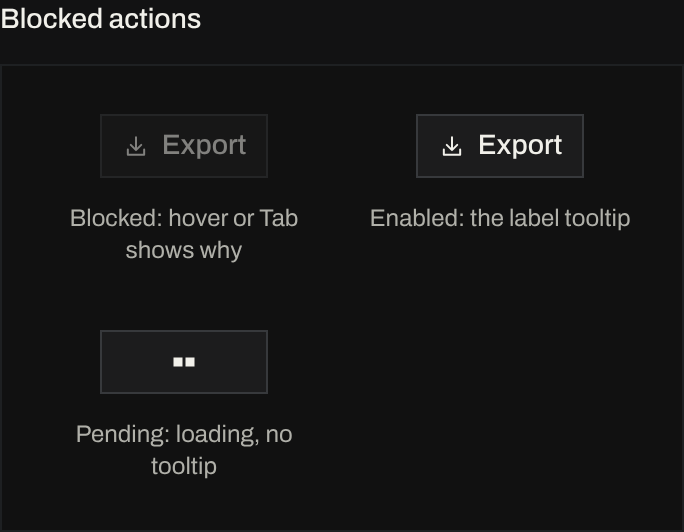 Blocked actions
Export
Export
Blocked: hover or Tab
shows why
Enabled: the label tooltip
Pending: loading, no
tooltip